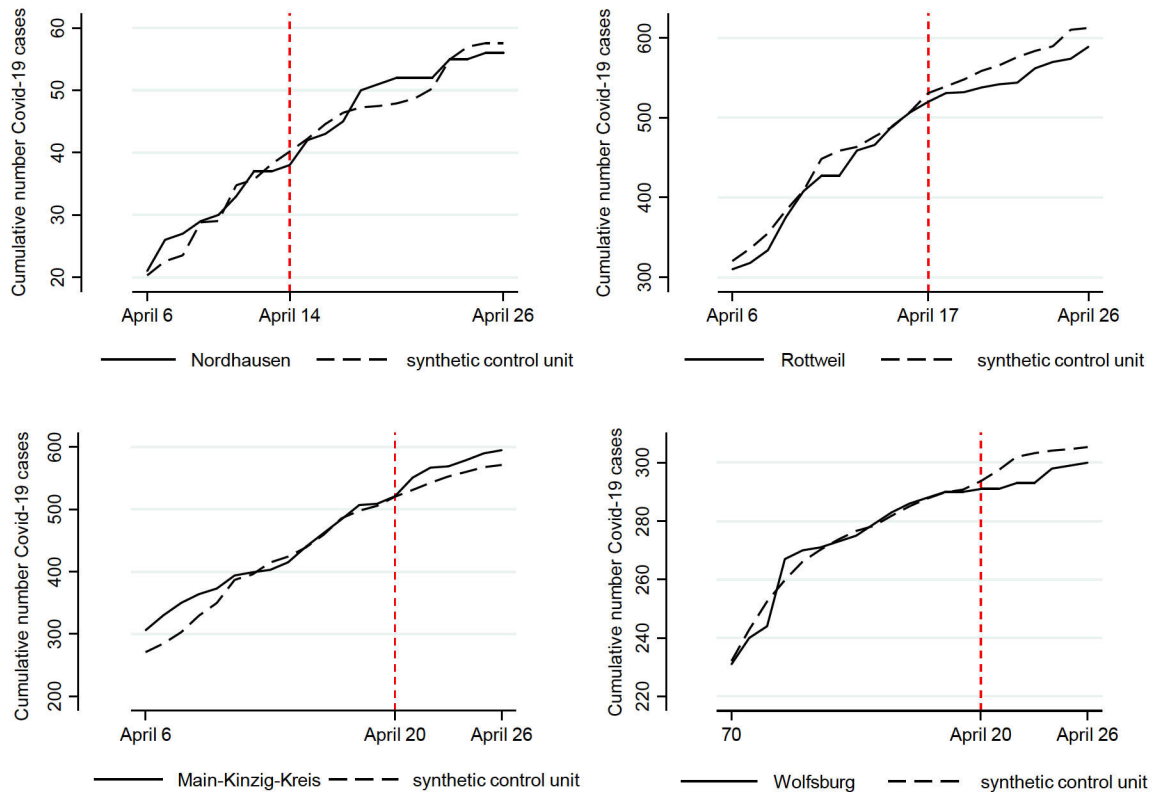 Cumulative number Covid-19 cases
60
50
40
30
20
April 6 April 14 April 26
Nordhausen synthetic control unit
Cumulative number Covid-19 cases
600
500
400
300
April 6 April 17 April 26
Rottweil synthetic control unit
Cumulative number Covid-19 cases
600
500
400
300
200
April 6 April 20 April 26
Main-Kinzig-Kreis synthetic control unit
Cumulative number Covid-19 cases
300
280
260
240
220
70 April 20 April 26
Wolfsburg synthetic control unit